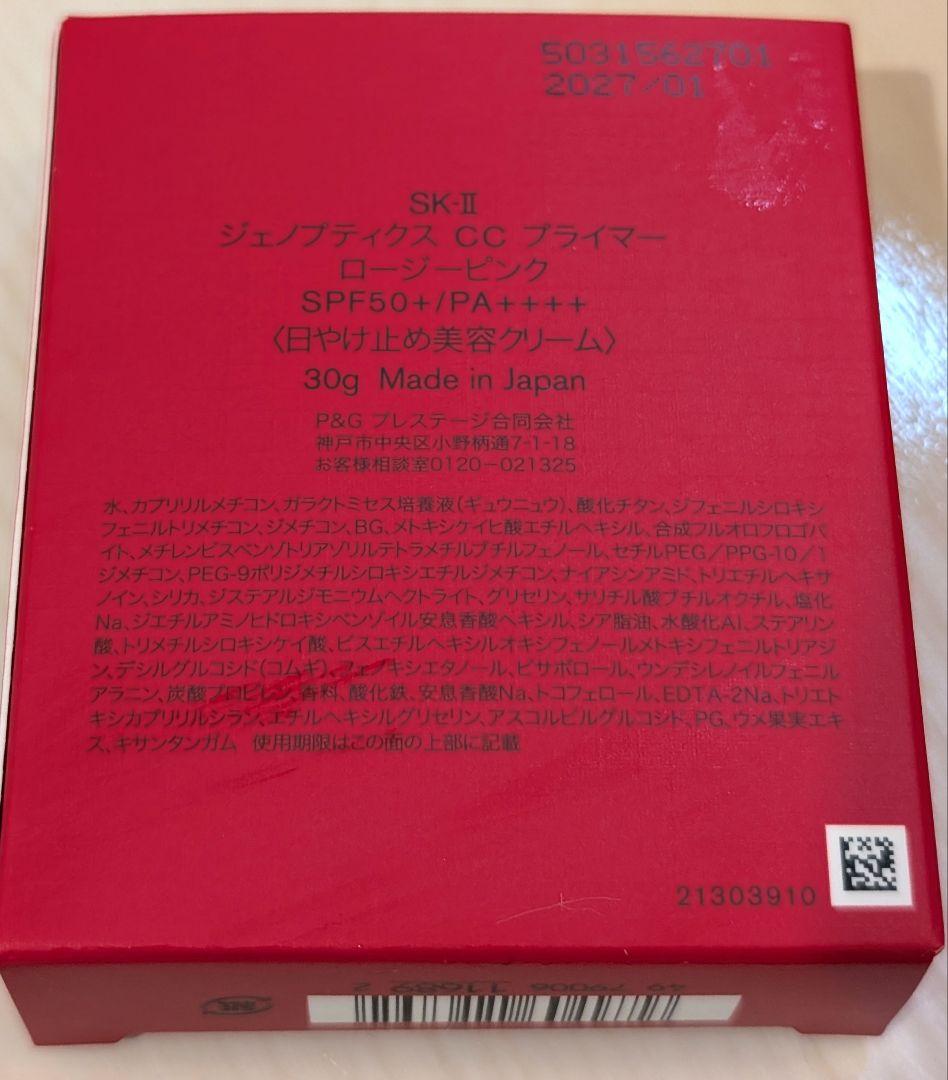 5031562701
2027/01
SK-II
ジェノプティクス CC プライマー
ロージーピンク
SPF50+/PA++++
〈日やけ止め美容クリーム〉
30g Made in Japan
P&G プレステージ合同会社
神戸市中央区小野柄通7-1-18
お客様相談室0120-021325
水、カプリリルメチコン、ガラクトミセス培養液(ギュウニュウ)、酸化チタン、ジフェニルシロキシ
フェニルトリメチコン、ジメチコン、BG、メトキシケイヒ酸エチルヘキシル、合成フルオロフロゴパ
イト、メチレンビスベンゾトリアゾリルテトラメチルブチルフェノール、セチルPEG/PPG-10/1
ジメチコン、PEG-9ポリジメチルシロキシエチルジメチコン、ナイアシンアミド、トリエチルヘキサ
ノイン、シリカ、ジステアルジモニウムヘクトライト、グリセリン、サリチル酸ブチルオクチル、塩化
Na、ジエチルアミノヒドロキシベンゾイル安息香酸ヘキシル、シア脂油、水酸化Al、ステアリン
酸、トリメチルシロキシケイ酸、ビスエチルヘキシルオキシフェノールメトキシフェニルトリアジ
ン、デシルグルコシド(コムギ)、フェノキシエタノール、ビサボロール、ウンデシレノイルフェニル
アラニン、炭酸プロピレン、香料、酸化鉄、安息香酸Na、トコフェロール、EDTA-2Na、トリエト
キシカプリリルシラン、エチルヘキシルグリセリン、アスコルビルグルコシド、PG、ウメ果実エキ
ス、キサンタンガム 使用期限はこの面の上部に記載
21303910
紙
49 79006 11689 2